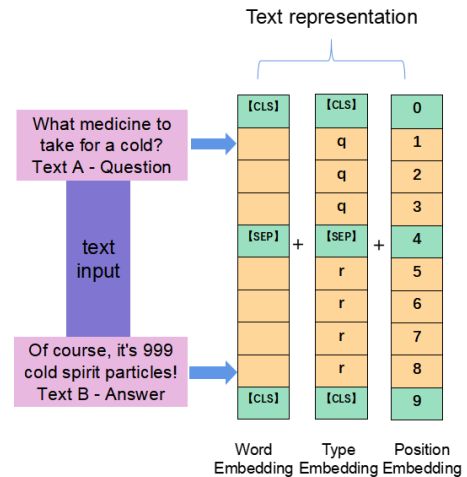 Text representation
What medicine to
take for a cold?
Text A - Question
text
input
Of course, it's 999
cold spirit particles!
Text B - Answer
【CLS】 【CLS】 0
q 1
q 2
q 3
【SEP】 + 【SEP】 + 4
r 5
r 6
r 7
r 8
【CLS】 【CLS】 9
Word Type Position
Embedding Embedding Embedding